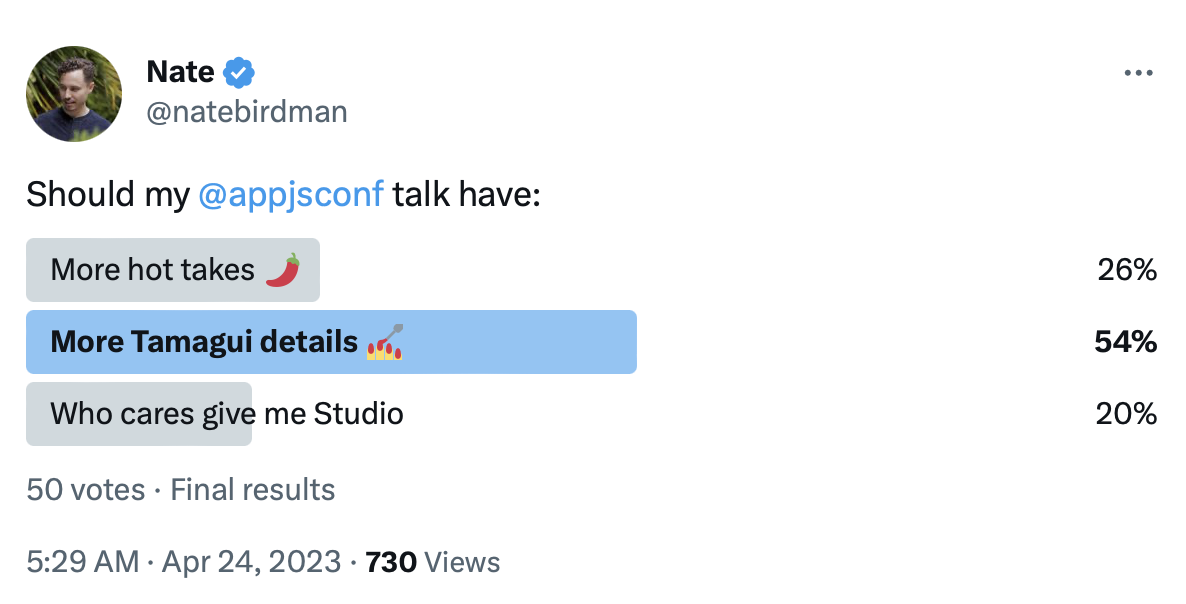 Nate
@natebirdman
Should my @appjsconf talk have:
More hot takes 🌶️ 26%
More Tamagui details 💅 54%
Who cares give me Studio 20%
50 votes · Final results
5:29 AM · Apr 24, 2023 · 730 Views